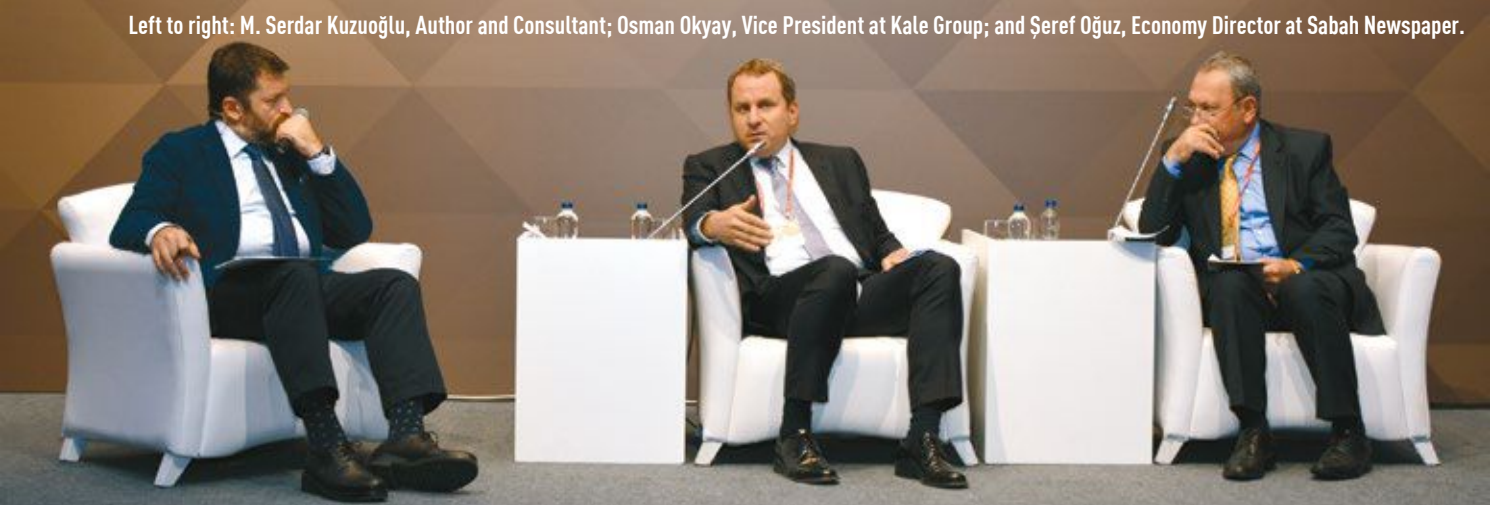 Left to right: M. Serdar Kuzuoğlu, Author and Consultant; Osman Okyay, Vice President at Kale Group; and Şeref Oğuz, Economy Director at Sabah Newspaper.